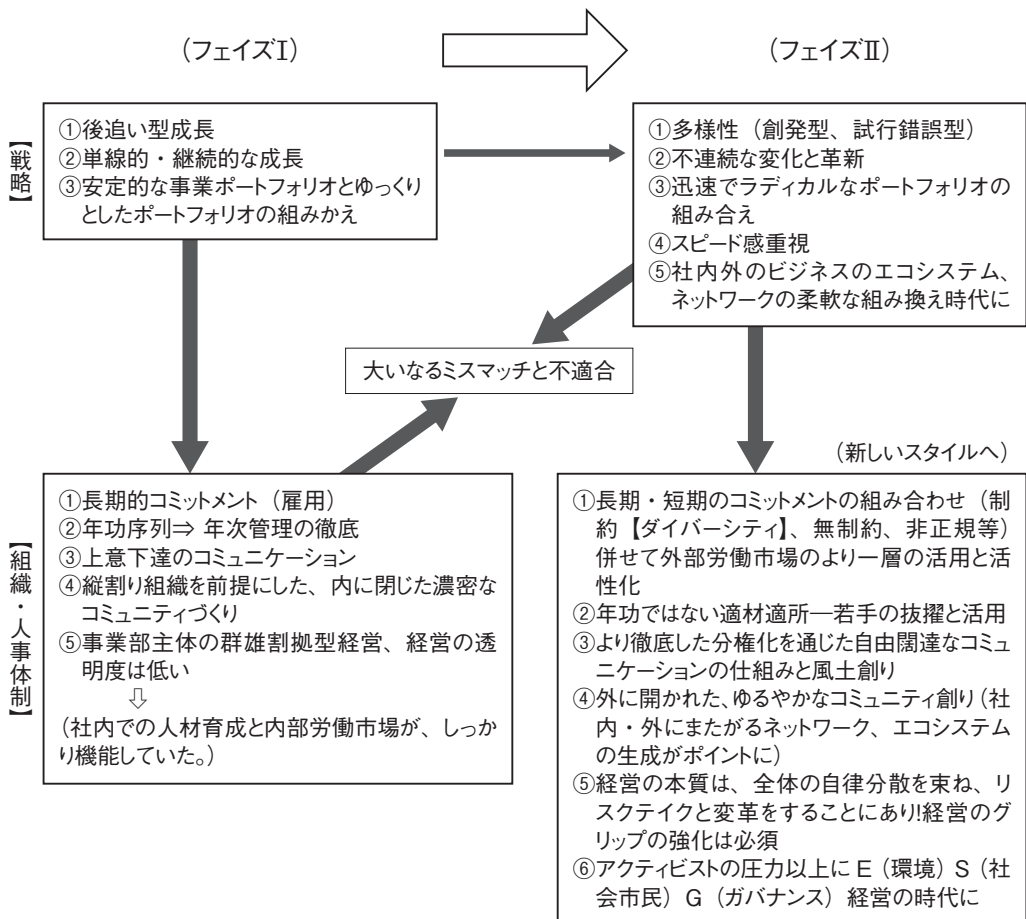 （フェイズⅠ）
（フェイズⅡ）
【戦略】
①後追い型成長
②単線的・継続的な成長
③安定的な事業ポートフォリオとゆっくり
としたポートフォリオの組みかえ
①多様性（創発型、試行錯誤型）
②不連続な変化と革新
③迅速でラディカルなポートフォリオの
組み合え
④スピード感重視
⑤社内外のビジネスのエコシステム、
ネットワークの柔軟な組み換え時代に
大いなるミスマッチと不適合
（新しいスタイルへ）
【組織・人事体制】
①長期的コミットメント（雇用）
②年功序列⇒ 年次管理の徹底
③上意下達のコミュニケーション
④縦割り組織を前提にした、内に閉じた濃密な
コミュニティづくり
⑤事業部主体の群雄割拠型経営、経営の透
明度は低い
⇩
（社内での人材育成と内部労働市場が、しっか
り機能していた。）
①長期・短期のコミットメントの組み合わせ（制
約【ダイバーシティ】、無制約、非正規等）
併せて外部労働市場のより一層の活用と活
性化
②年功ではない適材適所―若手の抜擢と活用
③より徹底した分権化を通じた自由闊達なコミュ
ニケーションの仕組みと風土創り
④外に開かれた、ゆるやかなコミュニティ創り（社
内・外にまたがるネットワーク、エコシステム
の生成がポイントに）
⑤経営の本質は、全体の自律分散を束ね、リ
スクテイクと変革をすることにあり!経営のグ
リップの強化は必須
⑥アクティビストの圧力以上に E（環境）S（社
会市民）G（ガバナンス）経営の時代に